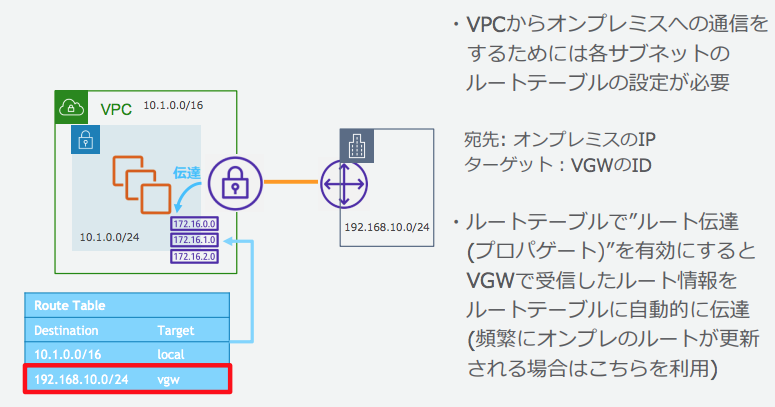 ・VPCからオンプレミスへの通信を
するためには各サブネットの
ルートテーブルの設定が必要
宛先: オンプレミスのIP
ターゲット：VGWのID
・ルートテーブルで”ルート伝達
(プロパゲート)”を有効にすると
VGWで受信したルート情報を
ルートテーブルに自動的に伝達
(頻繁にオンプレのルートが更新
される場合はこちらを利用)
VPC 10.1.0.0/16
伝達
10.1.0.0/24
172.16.0.0
172.16.1.0
172.16.2.0
192.168.10.0/24
Route Table
Destination Target
10.1.0.0/16 local
192.168.10.0/24 vgw